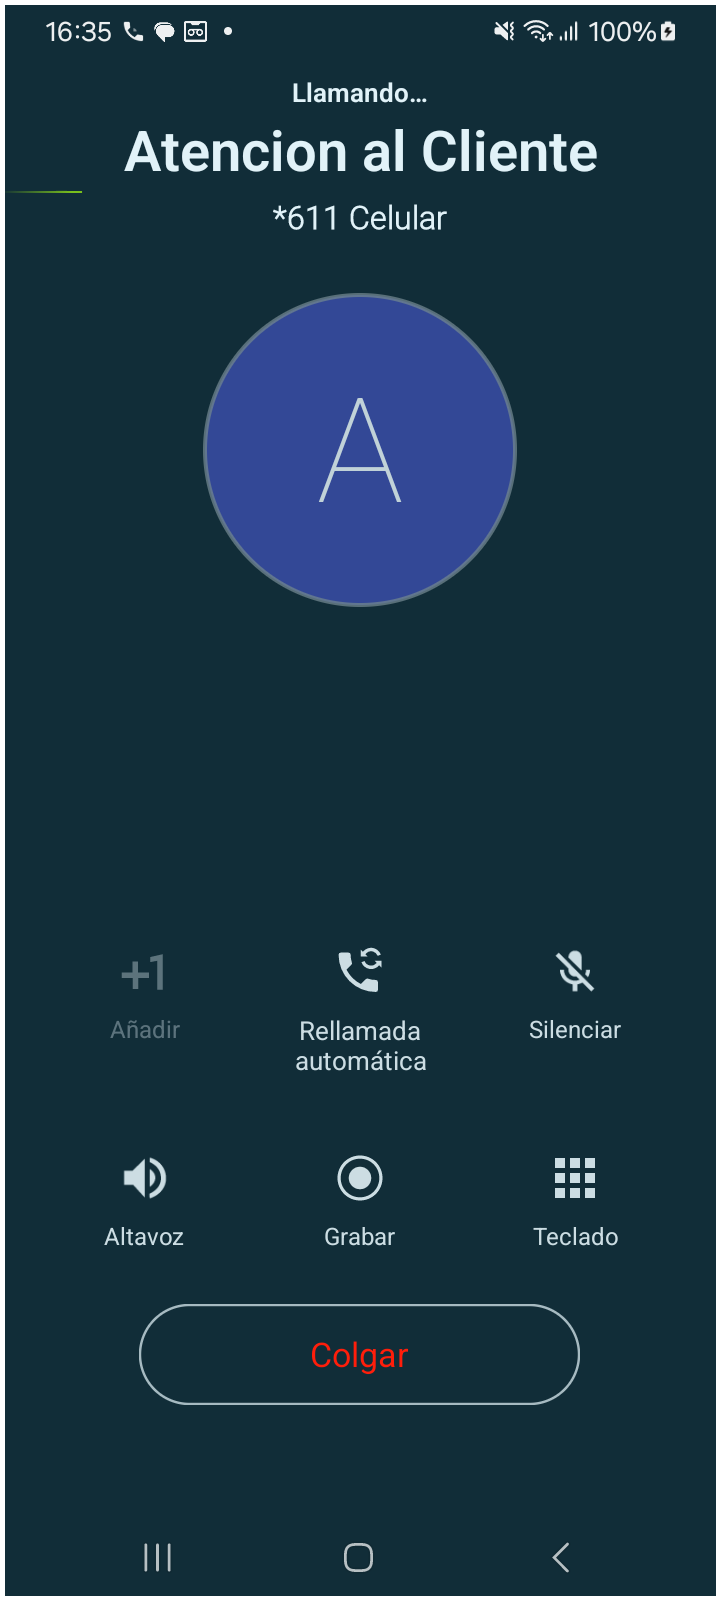 16:35 100%
Llamando...
Atencion al Cliente
*611 Celular
A
+1
Añadir Rellamada automática Silenciar
Altavoz Grabar Teclado
Colgar